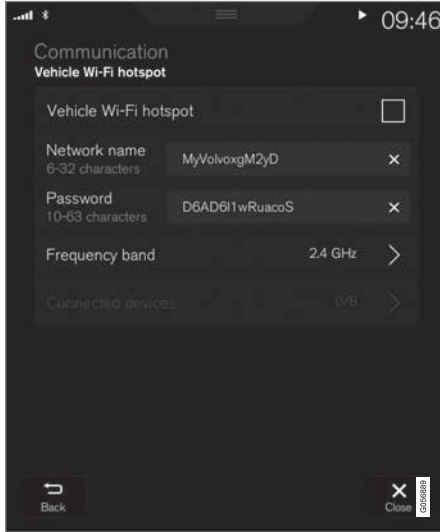 09:46
Communication
Vehicle Wi-Fi hotspot
Vehicle Wi-Fi hotspot
Network name
6-32 characters
MyVolvoxgM2yD
Password
10-63 characters
D6AD6l1wRuacoS
Frequency band 2.4 GHz
Connected devices 0/8
Back
Close
G056889